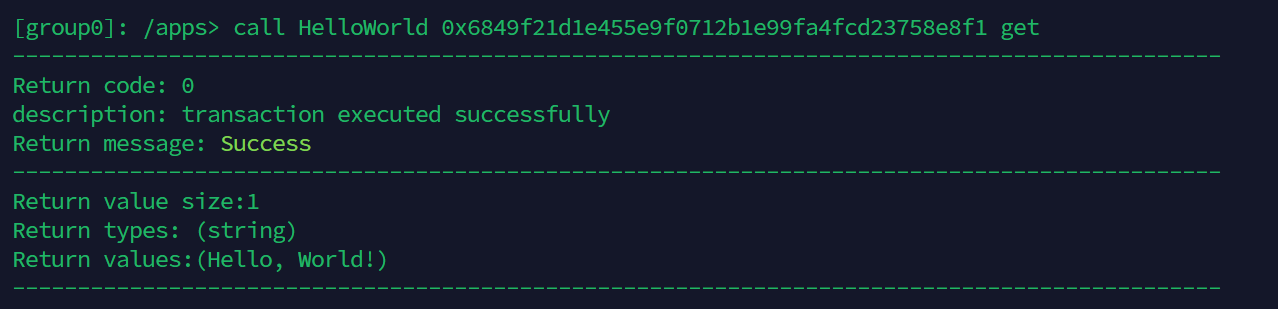 [group0]: /apps> call HelloWorld 0x6849f21d1e455e9f0712b1e99fa4fcd23758e8f1 get
---------------------------------------------------------------------------------------------
Return code: 0
description: transaction executed successfully
Return message: Success
---------------------------------------------------------------------------------------------
Return value size:1
Return types: (string)
Return values:(Hello, World!)
---------------------------------------------------------------------------------------------